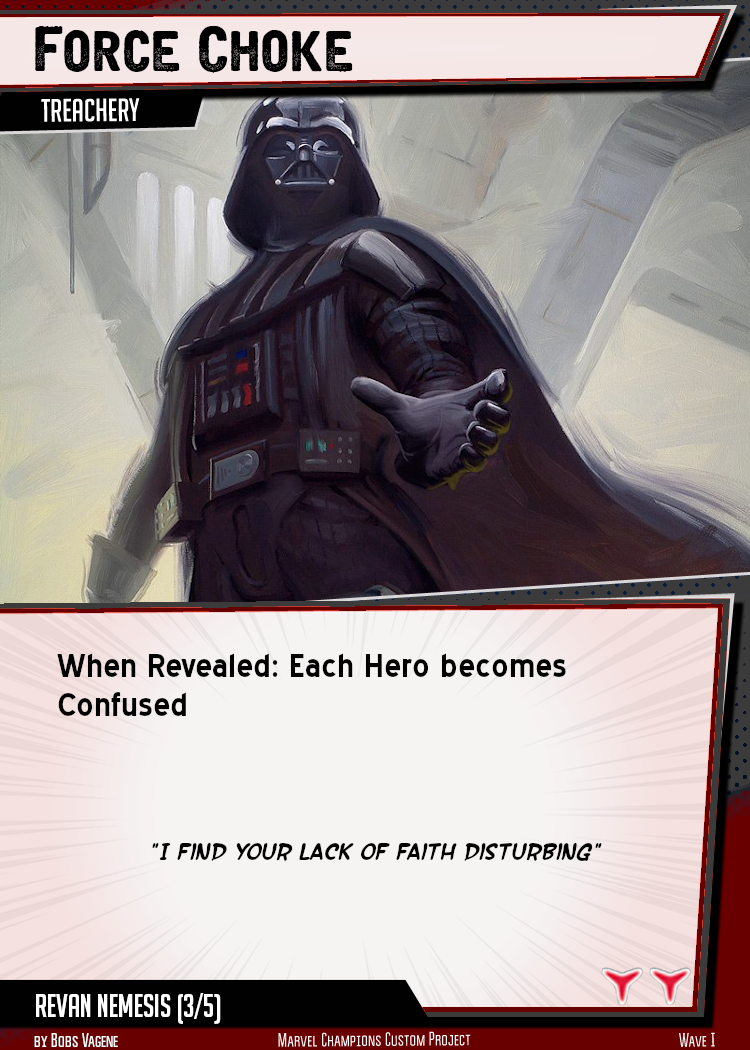 Force Choke
TREACHERY
When Revealed: Each Hero becomes
Confused
"I FIND YOUR LACK OF FAITH DISTURBING"
REVAN NEMESIS (3/5)
by Bobs Vagene Marvel Champions Custom Project Wave I